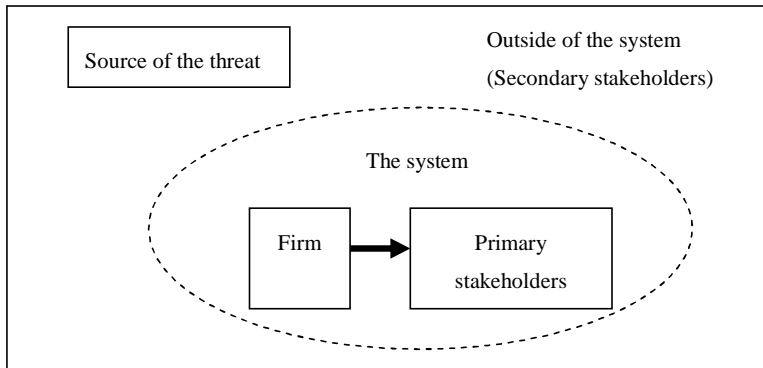 Source of the threat
Outside of the system
(Secondary stakeholders)
The system
Firm
Primary
stakeholders